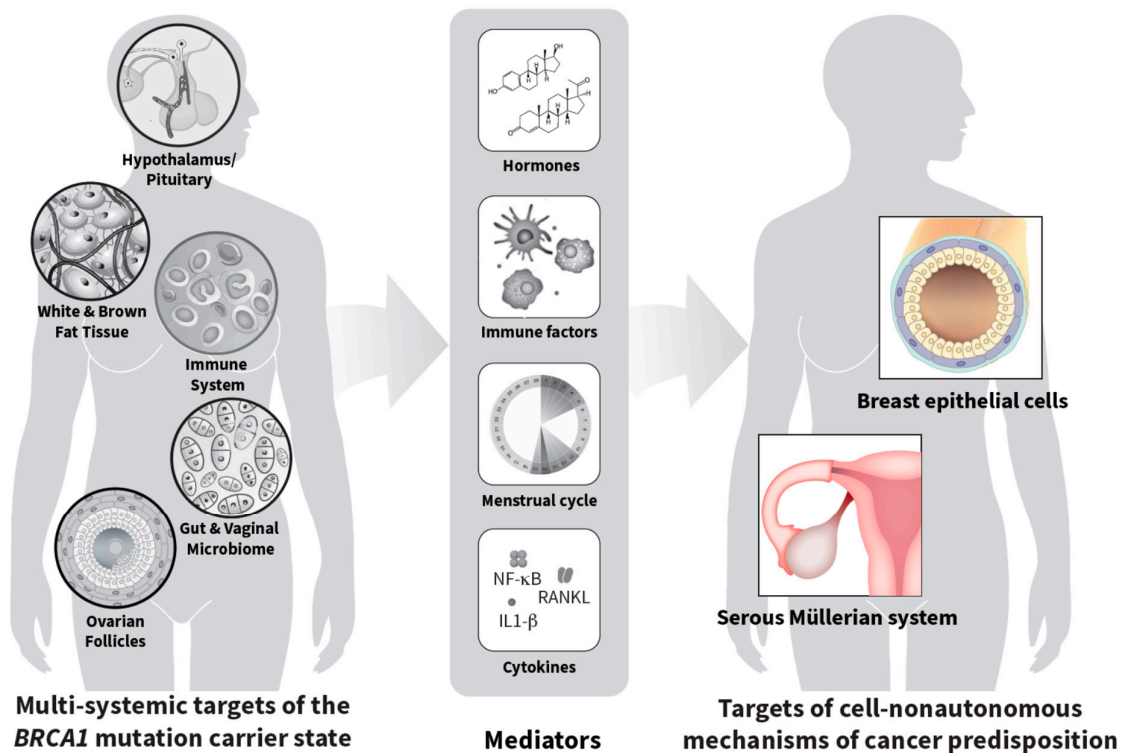 Hypothalamus/
Pituitary
White & Brown
Fat Tissue
Immune
System
Gut & Vaginal
Microbiome
Ovarian
Follicles
Multi-systemic targets of the
BRCA1 mutation carrier state
OH
HO
H
H
H
O
H
H
H
H
O
Hormones
Immune factors
Menstrual cycle
NF-κB
RANKL
IL1-β
Cytokines
Mediators
Breast epithelial cells
Serous Müllerian system
Targets of cell-nonautonomous
mechanisms of cancer predisposition